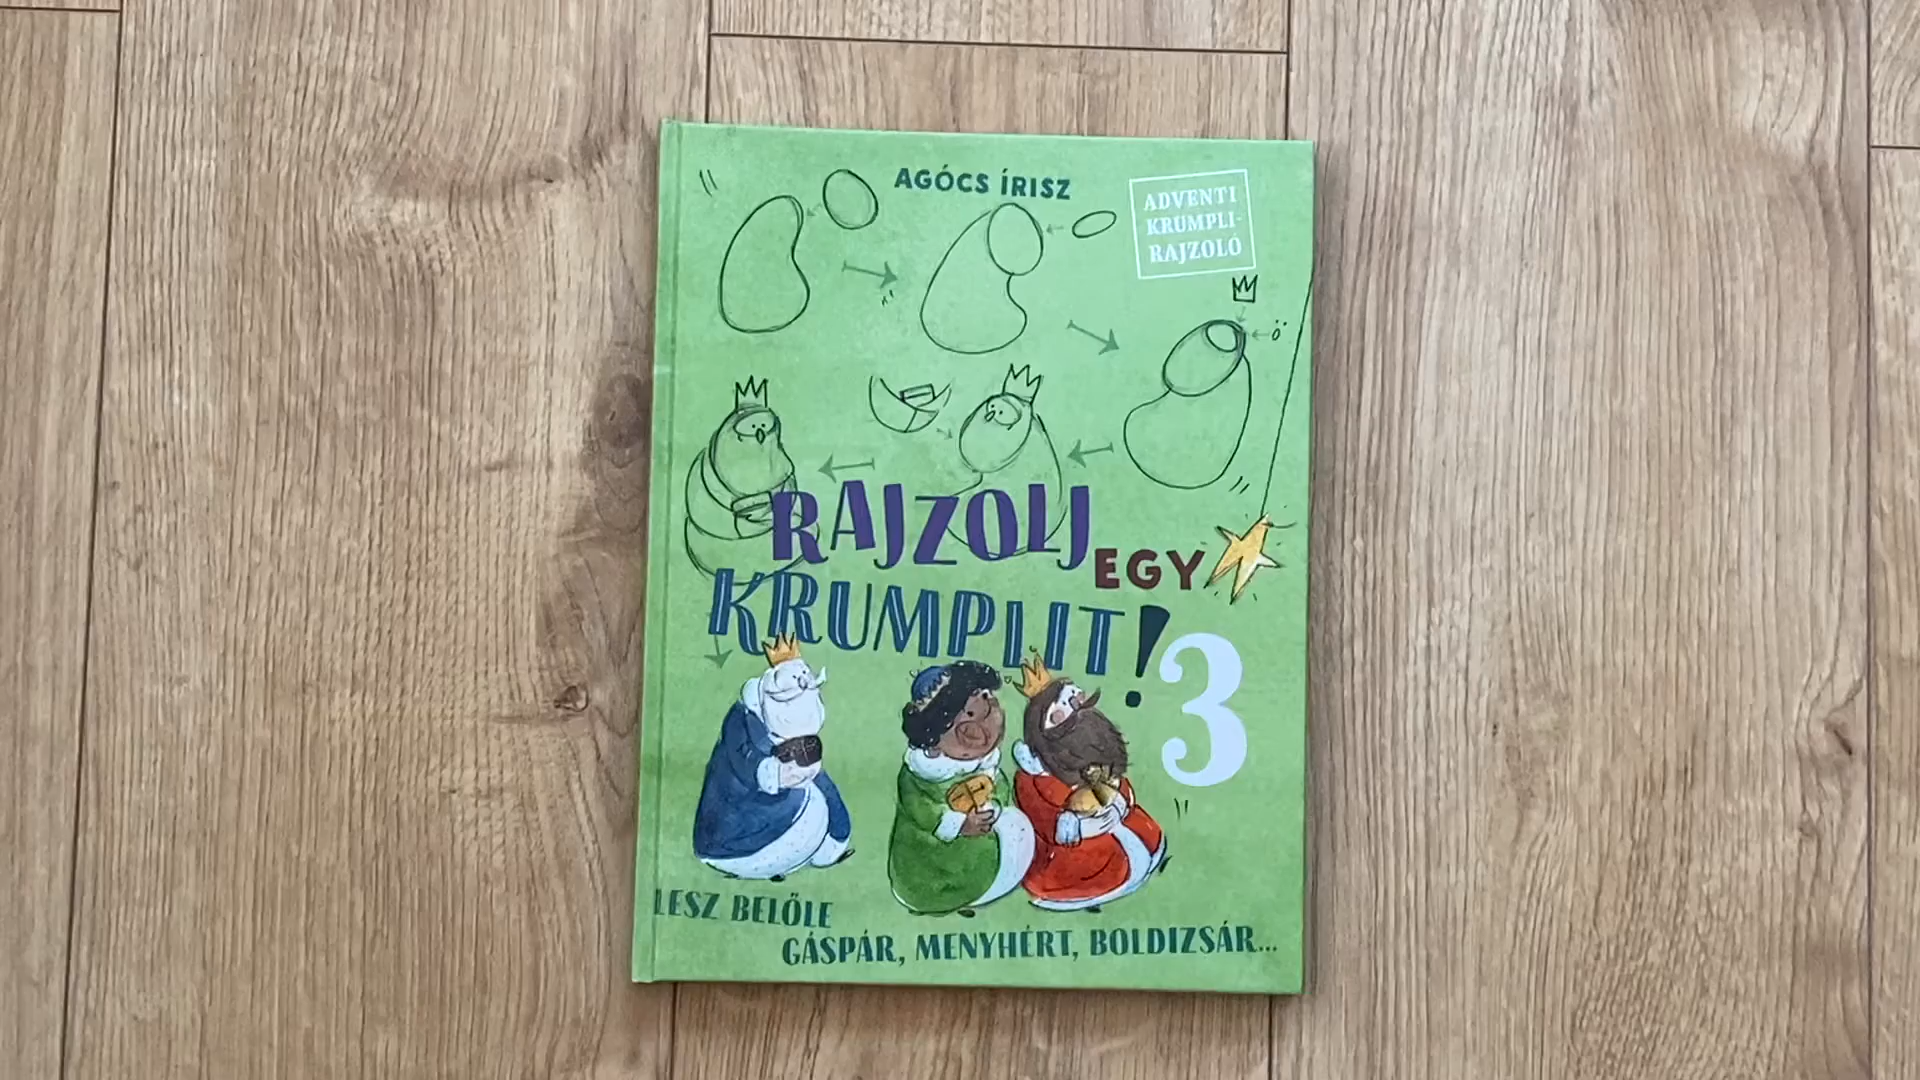 AGÓCS ÍRISZ
ADVENTI
KRUMPLI-
RAJZOLÓ
RAJZOLJ EGY
KRUMPLIT! 3
LESZ BELŐLE
GÁSPÁR, MENYHÉRT, BOLDIZSÁR...